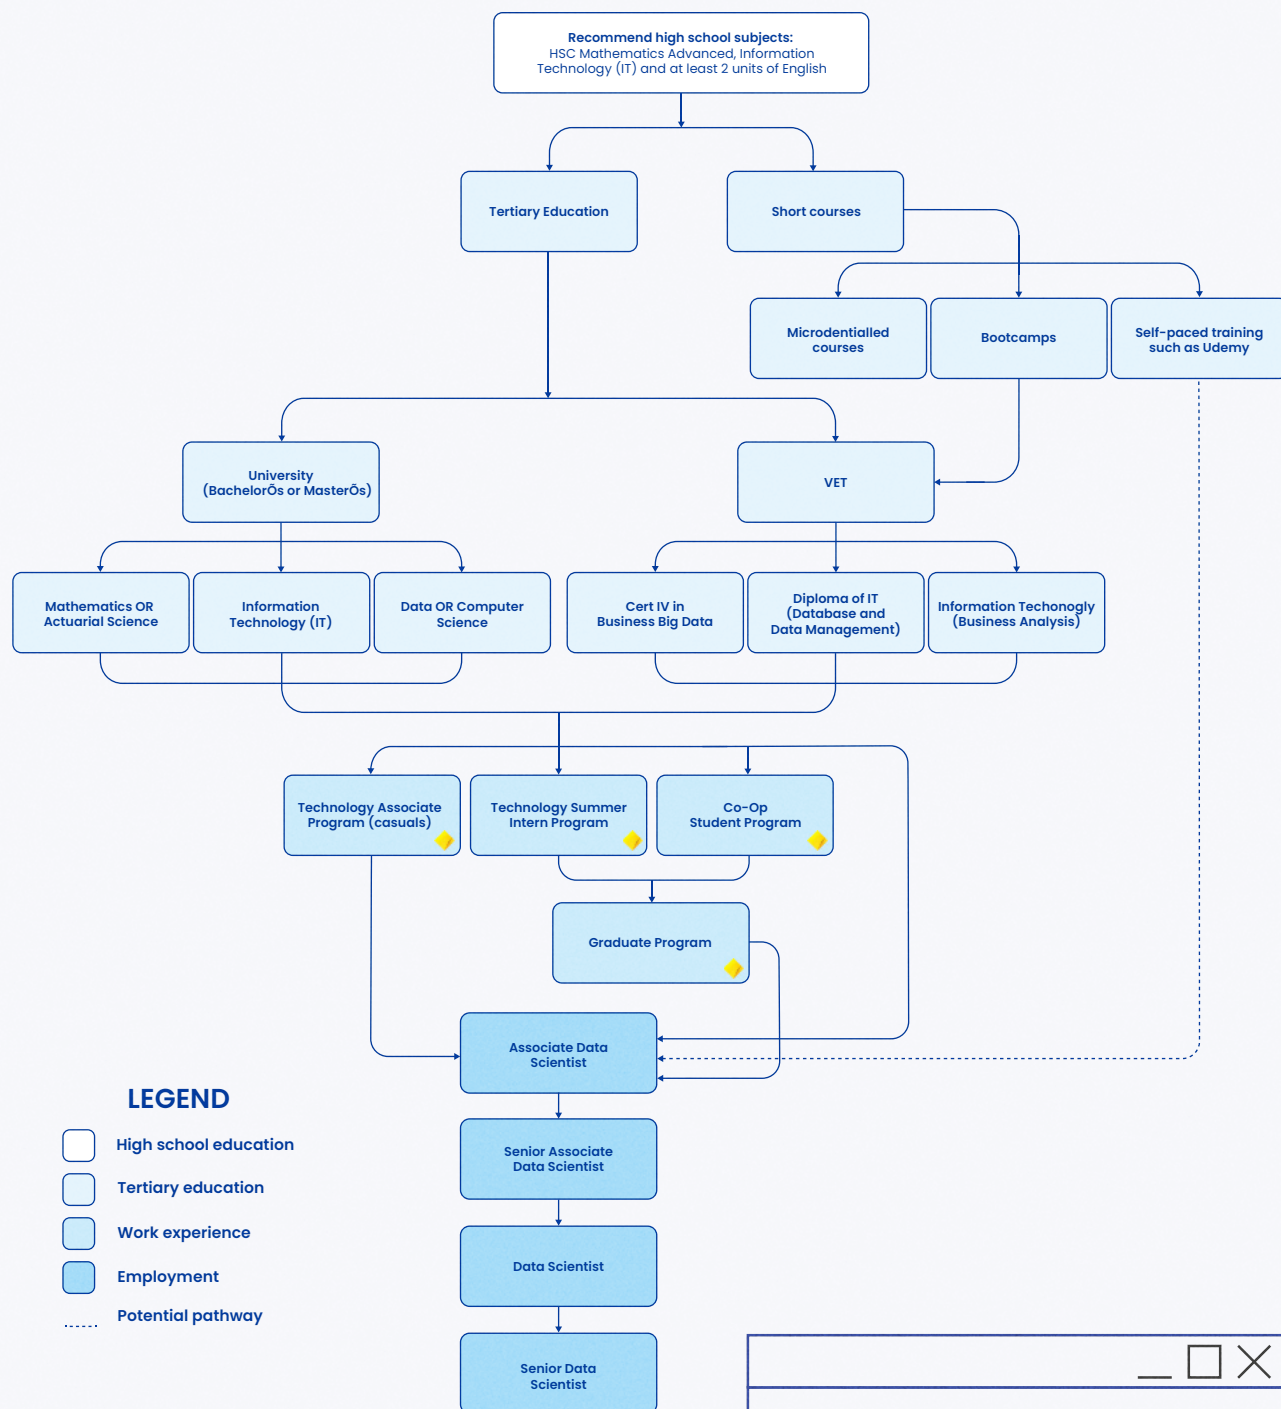 Recommend high school subjects:
HSC Mathematics Advanced, Information
Technology (IT) and at least 2 units of English
Tertiary Education
Short courses
Microdentialled
courses
Bootcamps
Self-paced training
such as Udemy
University
(BachelorÕs or MasterÕs)
VET
Mathematics OR
Actuarial Science
Information
Technology (IT)
Data OR Computer
Science
Cert IV in
Business Big Data
Diploma of IT
(Database and
Data Management)
Information Techonogly
(Business Analysis)
Technology Associate
Program (casuals)
Technology Summer
Intern Program
Co-Op
Student Program
Graduate Program
Associate Data
Scientist
Senior Associate
Data Scientist
Data Scientist
Senior Data
Scientist
LEGEND
High school education
Tertiary education
Work experience
Employment
Potential pathway